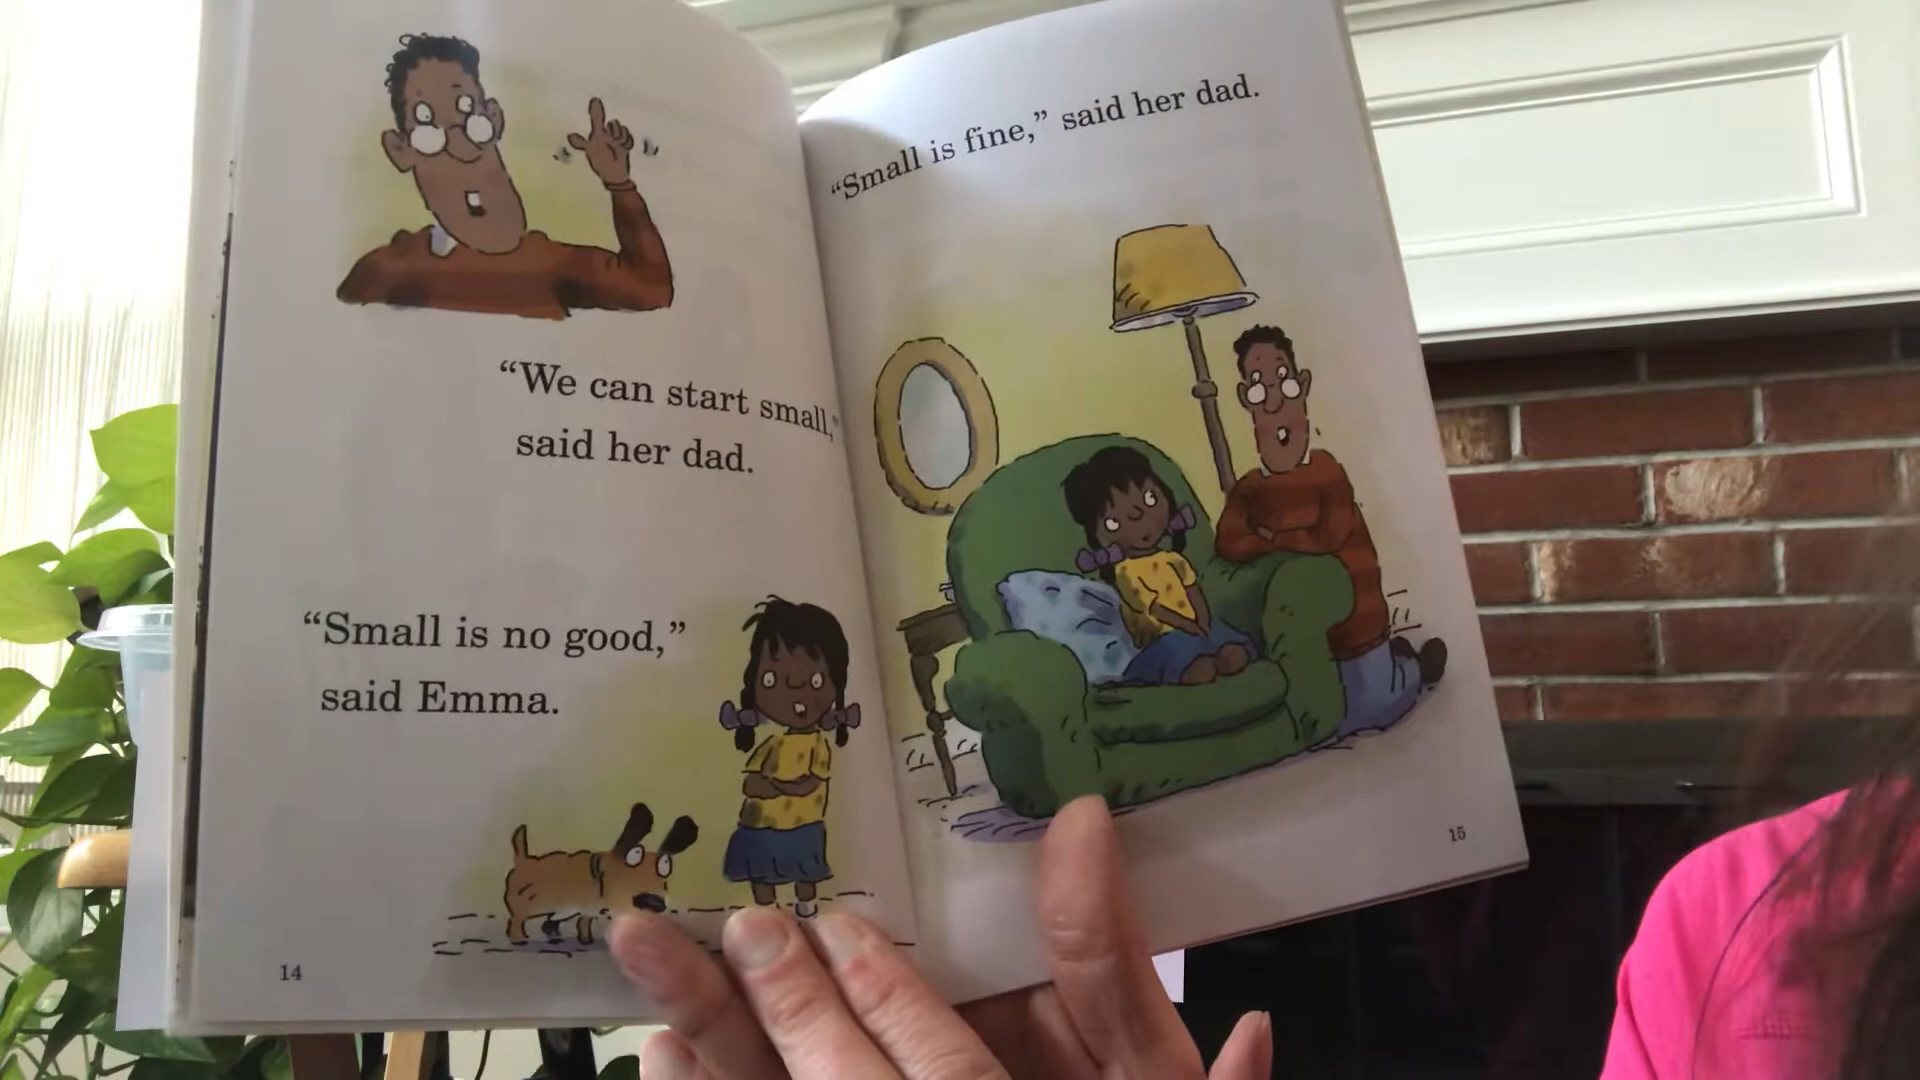 “We can start small,”
said her dad.
“Small is no good,”
said Emma.
14
“Small is fine,” said her dad.
15